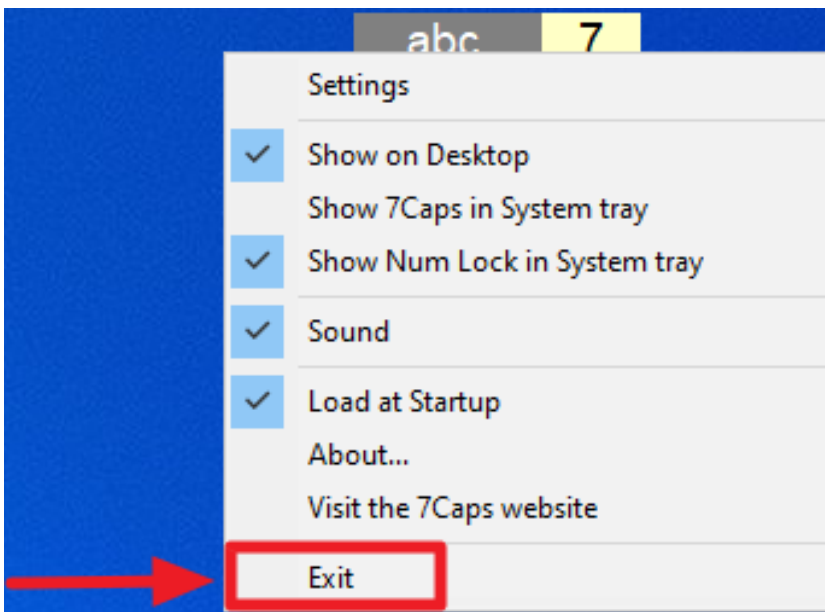 abc 7
Settings
Show on Desktop
Show 7Caps in System tray
Show Num Lock in System tray
Sound
Load at Startup
About...
Visit the 7Caps website
Exit